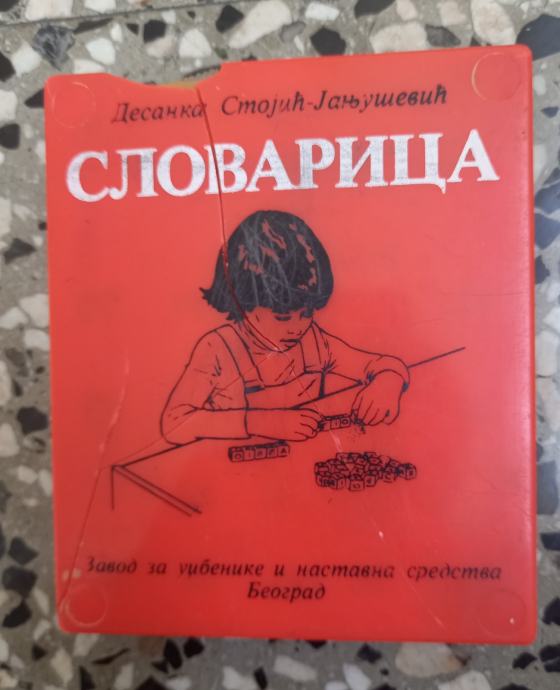 Десанка Стојић-Јањушевић
СЛОВАРИЦА
Завод за уџбенике и наставна средства
Београд